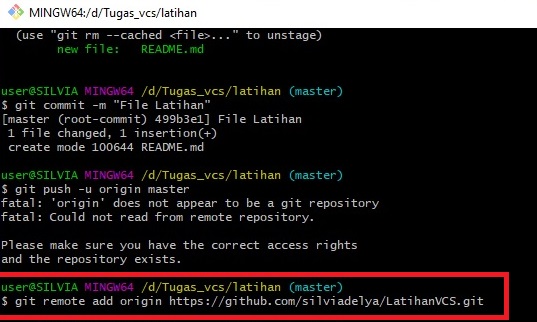 MINGW64:/d/Tugas_vcs/latihan
(use "git rm --cached <file>..." to unstage)
new file:   README.md
user@SILVIA MINGW64 /d/Tugas_vcs/latihan (master)
$ git commit -m "File Latihan"
[master (root-commit) 499b3e1] File Latihan
1 file changed, 1 insertion(+)
create mode 100644 README.md
user@SILVIA MINGW64 /d/Tugas_vcs/latihan (master)
$ git push -u origin master
fatal: 'origin' does not appear to be a git repository
fatal: Could not read from remote repository.
Please make sure you have the correct access rights
and the repository exists.
user@SILVIA MINGW64 /d/Tugas_vcs/latihan (master)
$ git remote add origin https://github.com/silviadelya/LatihanVCS.git